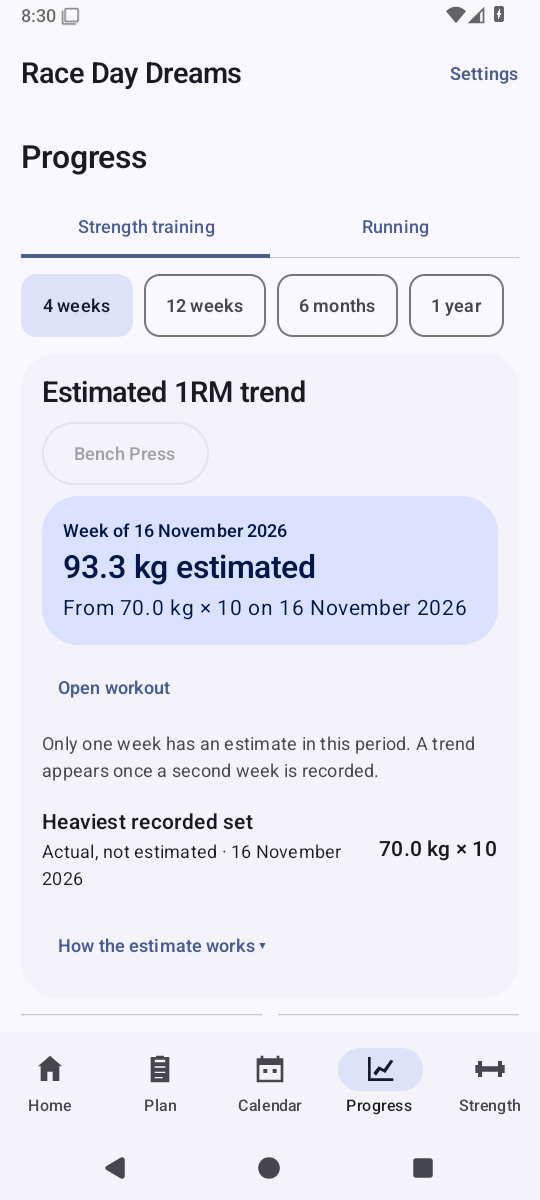 8:30
Race Day Dreams
Settings
Progress
Strength training
Running
4 weeks
12 weeks
6 months
1 year
Estimated 1RM trend
Bench Press
Week of 16 November 2026
93.3 kg estimated
From 70.0 kg × 10 on 16 November 2026
Open workout
Only one week has an estimate in this period. A trend
appears once a second week is recorded.
Heaviest recorded set
Actual, not estimated · 16 November
2026
70.0 kg × 10
How the estimate works ▾
Home
Plan
Calendar
Progress
Strength